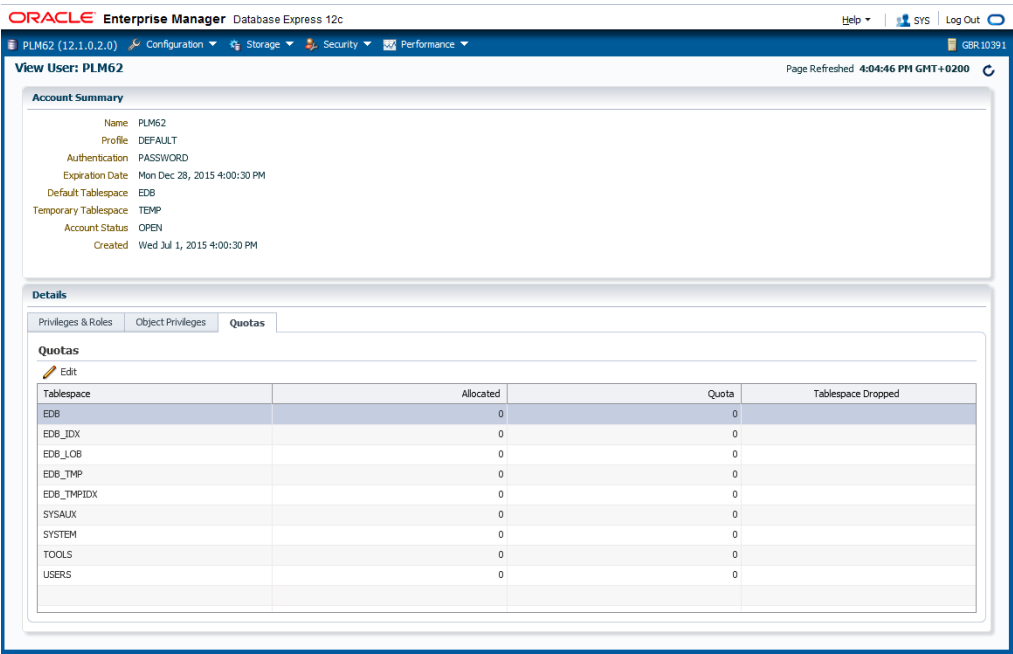 ORACLE Enterprise Manager Database Express 12c Help SYS Log Out
PLM62 (12.1.0.2.0) Configuration Storage Security Performance GBR10391
View User: PLM62 Page Refreshed 4:04:46 PM GMT+0200
Account Summary
Name PLM62
Profile DEFAULT
Authentication PASSWORD
Expiration Date Mon Dec 28, 2015 4:00:30 PM
Default Tablespace EDB
Temporary Tablespace TEMP
Account Status OPEN
Created Wed Jul 1, 2015 4:00:30 PM
Details
Privileges & Roles Object Privileges Quotas
Quotas
Edit
Tablespace Allocated Quota Tablespace Dropped
EDB 0 0
EDB_IDX 0 0
EDB_LOB 0 0
EDB_TMP 0 0
EDB_TMPIDX 0 0
SYSAUX 0 0
SYSTEM 0 0
TOOLS 0 0
USERS 0 0